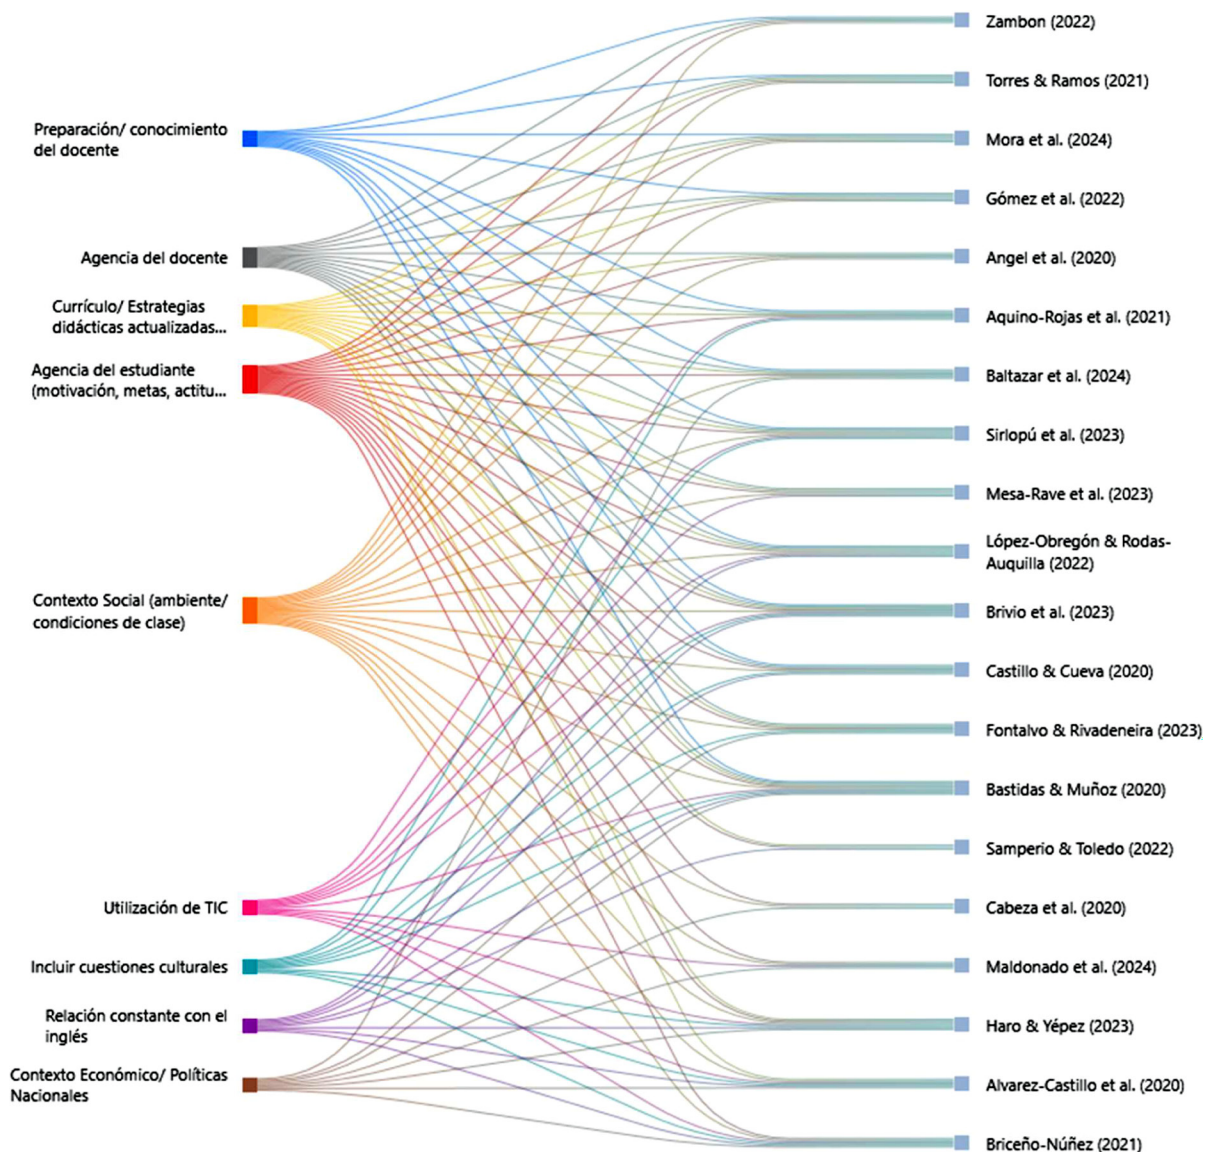 Preparación/ conocimiento
del docente
Agencia del docente
Currículo/ Estrategias
didácticas actualizadas...
Agencia del estudiante
(motivación, metas, actitu...
Contexto Social (ambiente/
condiciones de clase)
Utilización de TIC
Incluir cuestiones culturales
Relación constante con el
inglés
Contexto Económico/ Políticas
Nacionales
Zambon (2022)
Torres & Ramos (2021)
Mora et al. (2024)
Gómez et al. (2022)
Angel et al. (2020)
Aquino-Rojas et al. (2021)
Baltazar et al. (2024)
Sirlopú et al. (2023)
Mesa-Rave et al. (2023)
López-Obregón & Rodas-
Auquilla (2022)
Brivio et al. (2023)
Castillo & Cueva (2020)
Fontalvo & Rivadeneira (2023)
Bastidas & Muñoz (2020)
Samperio & Toledo (2022)
Cabeza et al. (2020)
Maldonado et al. (2024)
Haro & Yépez (2023)
Alvarez-Castillo et al. (2020)
Briceño-Núñez (2021)